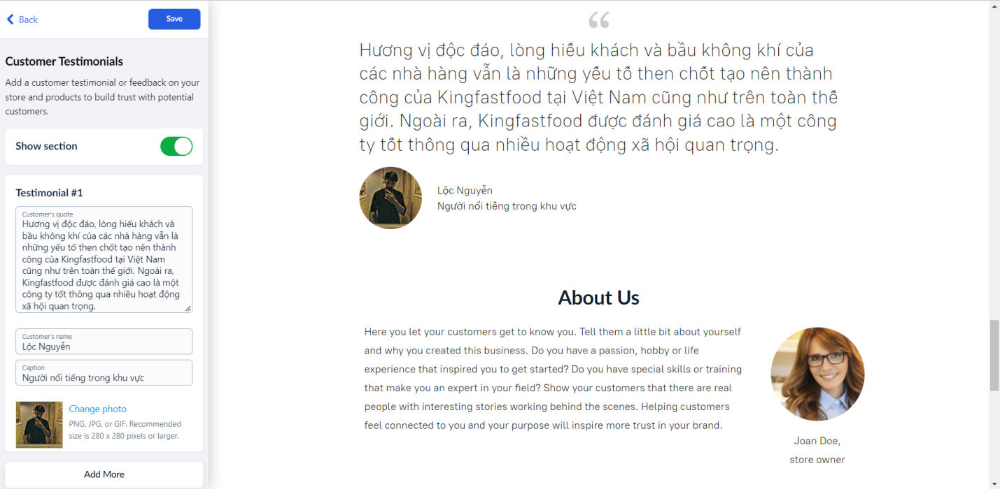 Back
Save
Customer Testimonials
Add a customer testimonial or feedback on your
store and products to build trust with potential
customers.
Show section
Testimonial #1
Customer's quote
Hương vị độc đáo, lòng hiếu khách và
bầu không khí của các nhà hàng vẫn là
những yếu tố then chốt tạo nên thành
công của Kingfastfood tại Việt Nam
cũng như trên toàn thế giới. Ngoài ra,
Kingfastfood được đánh giá cao là một
công ty tốt thông qua nhiều hoạt động
xã hội quan trọng.
Customer's name
Lộc Nguyễn
Caption
Người nổi tiếng trong khu vực
Change photo
PNG, JPG, or GIF. Recommended
size is 280 x 280 pixels or larger.
Add More
“
Hương vị độc đáo, lòng hiếu khách và bầu không khí của
các nhà hàng vẫn là những yếu tố then chốt tạo nên thành
công của Kingfastfood tại Việt Nam cũng như trên toàn thế
giới. Ngoài ra, Kingfastfood được đánh giá cao là một công
ty tốt thông qua nhiều hoạt động xã hội quan trọng.
Lộc Nguyễn
Người nổi tiếng trong khu vực
About Us
Here you let your customers get to know you. Tell them a little bit about yourself
and why you created this business. Do you have a passion, hobby or life
experience that inspired you to get started? Do you have special skills or training
that make you an expert in your field? Show your customers that there are real
people with interesting stories working behind the scenes. Helping customers
feel connected to you and your purpose will inspire more trust in your brand.
Joan Doe,
store owner